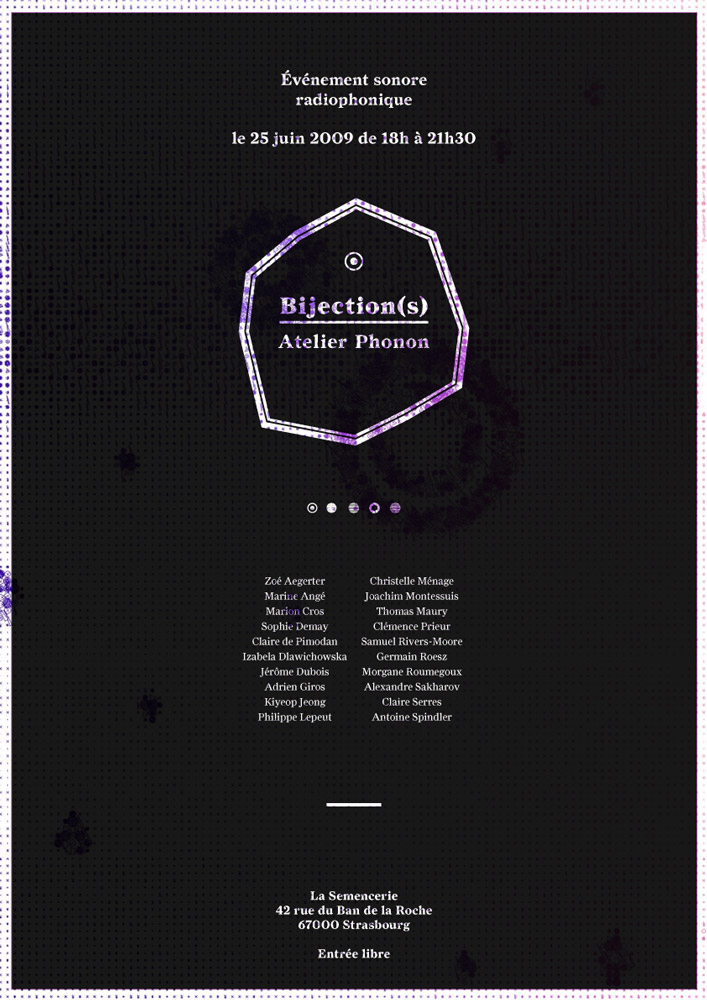 Événement sonore
radiophonique
le 25 juin 2009 de 18h à 21h30
Bijection(s)
Atelier Phonon
Zoé Aegerter
Marine Angé
Marion Cros
Sophie Demay
Claire de Pimodan
Izabela Dlawichowska
Jérôme Dubois
Adrien Giros
Kiyeop Jeong
Philippe Lepeut
Christelle Ménage
Joachim Montessuis
Thomas Maury
Clémence Prieur
Samuel Rivers-Moore
Germain Roesz
Morgane Roumegoux
Alexandre Sakharov
Claire Serres
Antoine Spindler
La Semencerie
42 rue du Ban de la Roche
67000 Strasbourg
Entrée libre